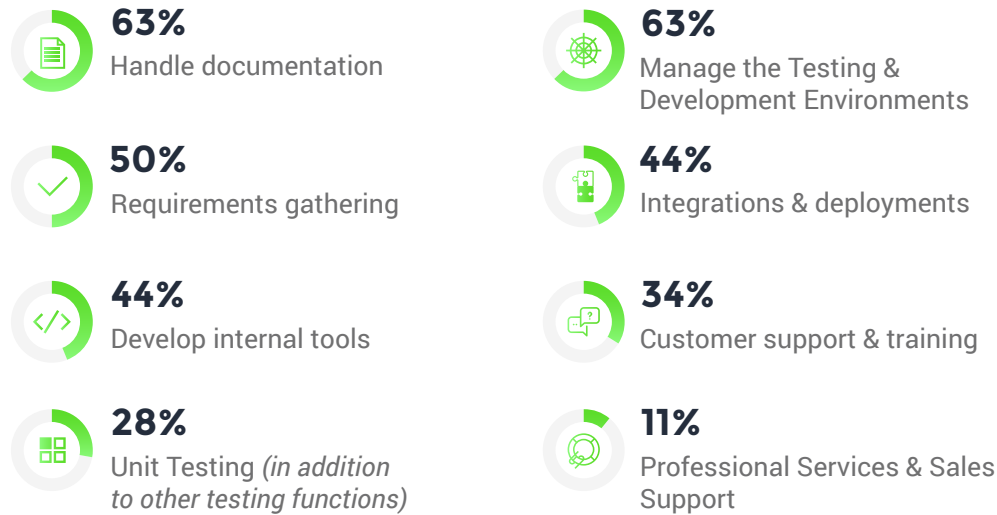 63%
Handle documentation
63%
Manage the Testing &
Development Environments
50%
Requirements gathering
44%
Integrations & deployments
44%
Develop internal tools
34%
Customer support & training
28%
Unit Testing (in addition
to other testing functions)
11%
Professional Services & Sales
Support